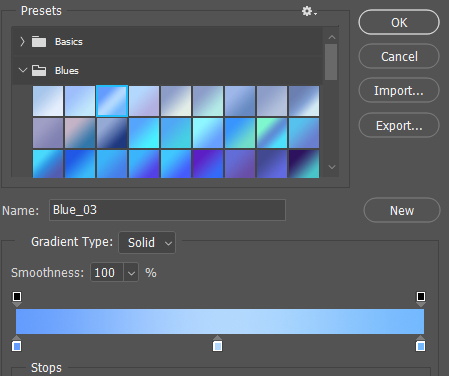 Presets
OK
Basics
Cancel
Blues
Import...
Export...
Name: Blue_03
New
Gradient Type: Solid
Smoothness: 100 %
Stops